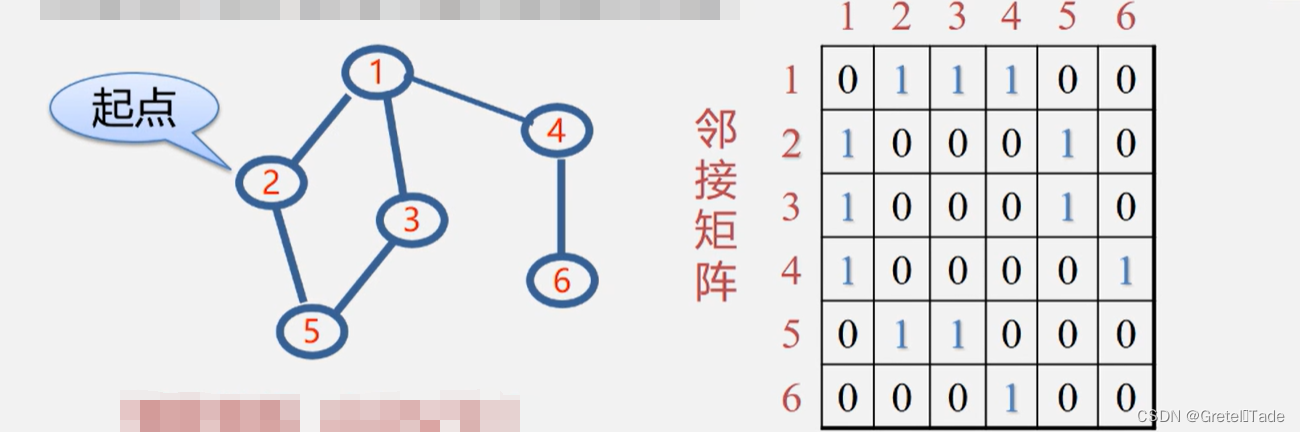 起点
1
2
3
4
5
6
邻接矩阵
1 2 3 4 5 6
1 0 1 1 1 0 0
2 1 0 0 0 1 0
3 1 0 0 0 1 0
4 1 0 0 0 0 1
5 0 1 1 0 0 0
6 0 0 0 1 0 0
CSDN @Gretel Tade